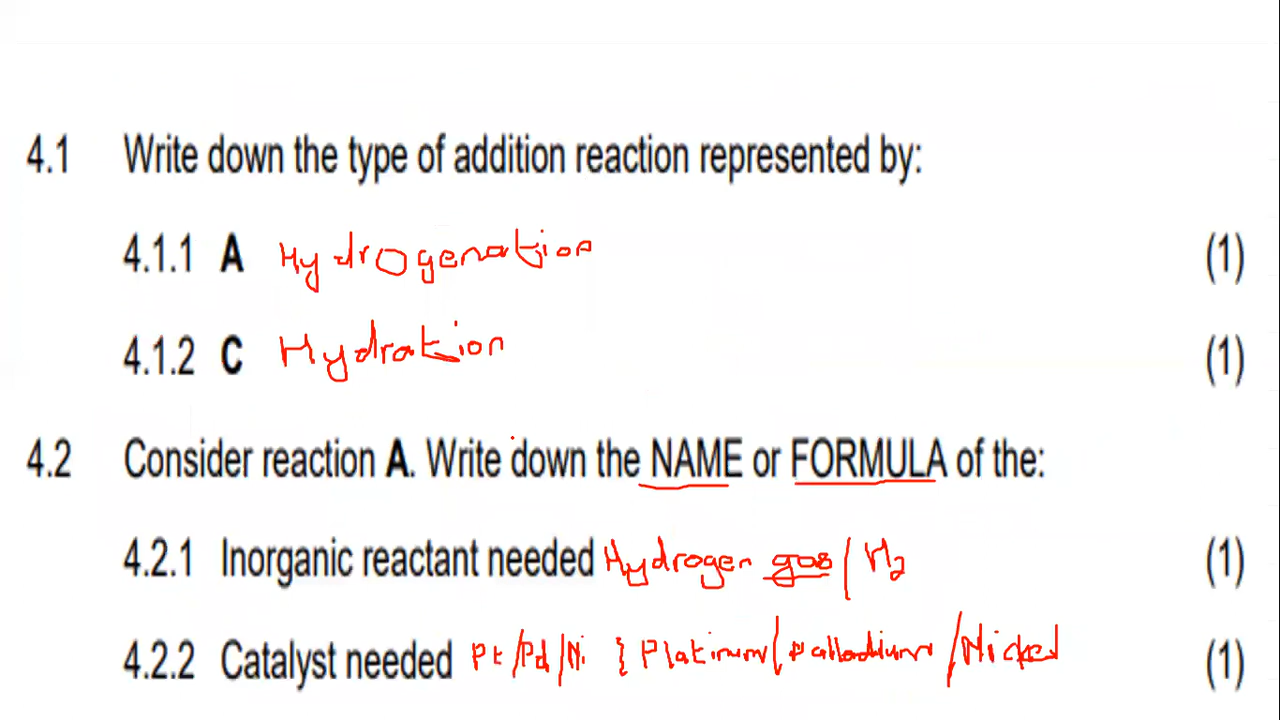 4.1 Write down the type of addition reaction represented by:
4.1.1 A Hydrogenation (1)
4.1.2 C Hydration (1)
4.2 Consider reaction A. Write down the NAME or FORMULA of the:
4.2.1 Inorganic reactant needed Hydrogen gas / H₂ (1)
4.2.2 Catalyst needed Pt/Pd/Ni } Platinum/Palladium/Nickel (1)